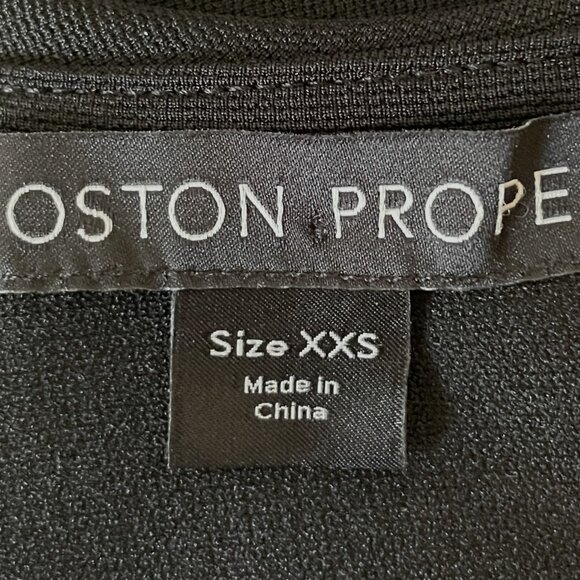 OSTON PROPE
Size XXS
Made in
China